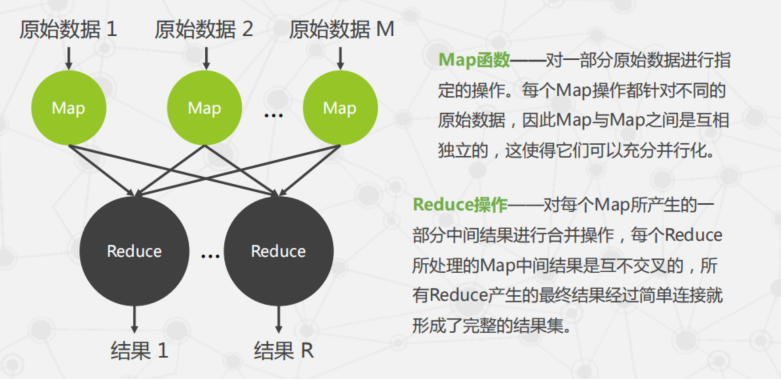 原始数据 1
原始数据 2
原始数据 M
Map
Map
...
Map
Reduce
...
Reduce
结果 1
结果 R
Map函数——对一部分原始数据进行指
定的操作。每个Map操作都针对不同的
原始数据，因此Map与Map之间是互相
独立的，这使得它们可以充分并行化。
Reduce操作——对每个Map所产生的一
部分中间结果进行合并操作，每个Reduce
所处理的Map中间结果是互不交叉的，所
有Reduce产生的最终结果经过简单连接就
形成了完整的结果集。